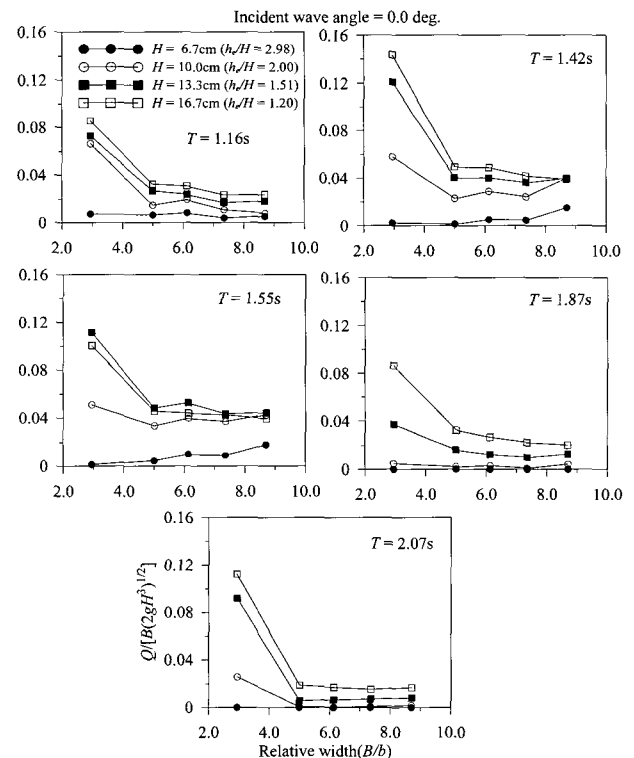 Incident wave angle = 0.0 deg.
0.16
0.12
0.08
0.04
0
H = 6.7cm (hc/H = 2.98)
H = 10.0cm (hc/H = 2.00)
H = 13.3cm (hc/H = 1.51)
H = 16.7cm (hc/H = 1.20)
T = 1.16s
2.0 4.0 6.0 8.0 10.0
0.16
0.12
0.08
0.04
0
T = 1.42s
2.0 4.0 6.0 8.0 10.0
0.16
0.12
0.08
0.04
0
T = 1.55s
2.0 4.0 6.0 8.0 10.0
0.16
0.12
0.08
0.04
0
T = 1.87s
2.0 4.0 6.0 8.0 10.0
Q/[B(2gH³)^1/2]
0.16
0.12
0.08
0.04
0
T = 2.07s
2.0 4.0 6.0 8.0 10.0
Relative width(B/b)